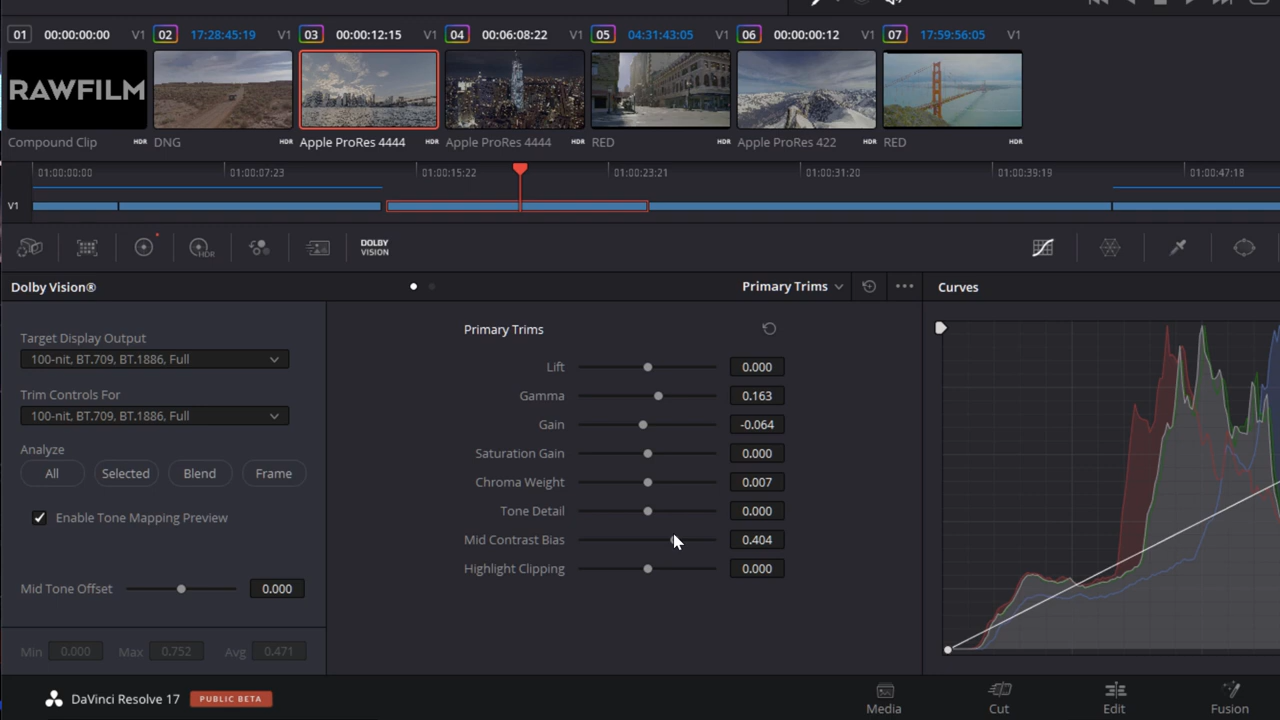 01 00:00:00:00 V1 02 17:28:45:19 V1 03 00:00:12:15 V1 04 00:06:08:22 V1 05 04:31:43:05 V1 06 00:00:00:12 V1 07 17:59:56:05 V1
RAWFILM
Compound Clip HDR DNG HDR Apple ProRes 4444 HDR Apple ProRes 4444 HDR RED HDR Apple ProRes 422 HDR RED HDR
01:00:00:00 01:00:07:23 01:00:15:22 01:00:23:21 01:00:31:20 01:00:39:19 01:00:47:18
V1
HDR DOLBY
VISION
Dolby Vision® Primary Trims Curves
Target Display Output
100-nit, BT.709, BT.1886, Full
Trim Controls For
100-nit, BT.709, BT.1886, Full
Analyze
All Selected Blend Frame
Enable Tone Mapping Preview
Mid Tone Offset 0.000
Min 0.000 Max 0.752 Avg 0.471
Primary Trims
Lift 0.000
Gamma 0.163
Gain -0.064
Saturation Gain 0.000
Chroma Weight 0.007
Tone Detail 0.000
Mid Contrast Bias 0.404
Highlight Clipping 0.000
DaVinci Resolve 17 PUBLIC BETA
Media Cut Edit Fusion